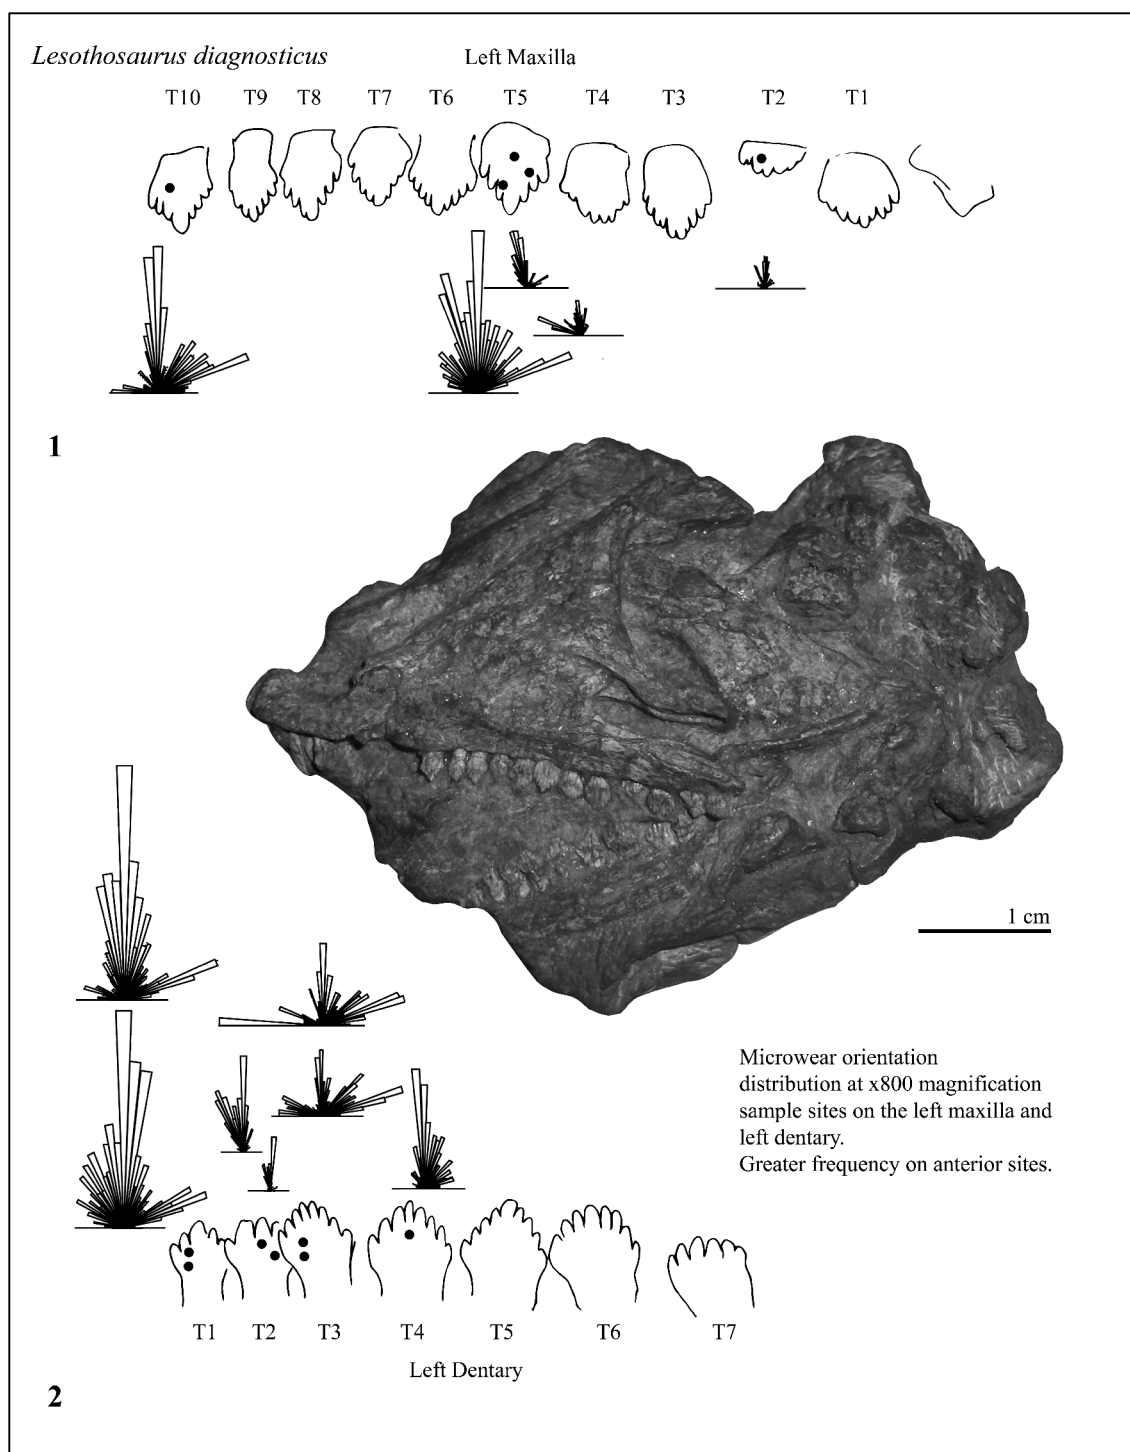 Lesothosaurus diagnosticus
Left Maxilla
T10 T9 T8 T7 T6 T5 T4 T3 T2 T1
1
1 cm
Microwear orientation
distribution at x800 magnification
sample sites on the left maxilla and
left dentary.
Greater frequency on anterior sites.
T1 T2 T3 T4 T5 T6 T7
Left Dentary
2